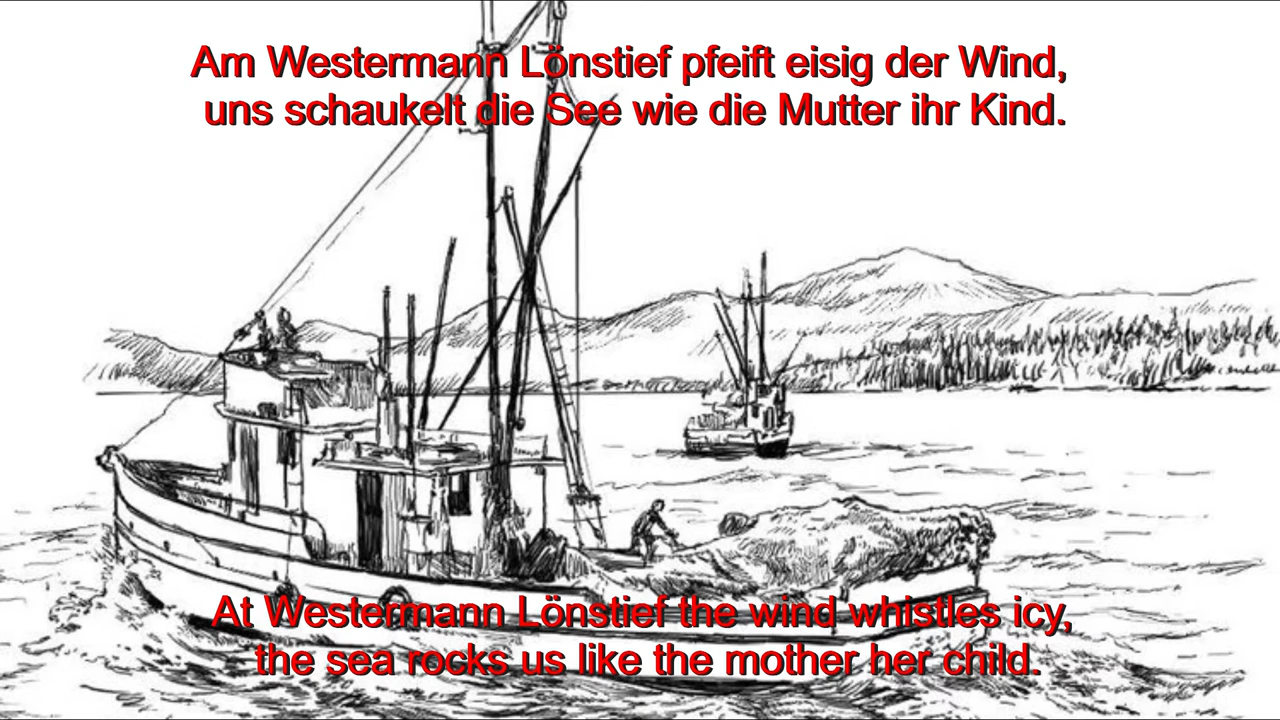 Am Westermann Lönstief pfeift eisig der Wind,
uns schaukelt die See wie die Mutter ihr Kind.
At Westermann Lönstief the wind whistles icy,
the sea rocks us like the mother her child.